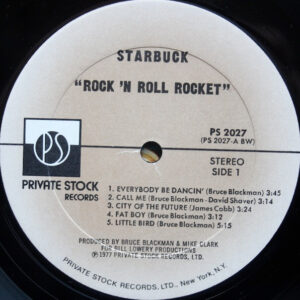 STARBUCK
"ROCK 'N ROLL ROCKET"
PS 2027
(PS 2027-A BW)
STEREO
SIDE 1
PS
PRIVATE STOCK
RECORDS
1. EVERYBODY BE DANCIN' (Bruce Blackman) 3:45
2. CALL ME (Bruce Blackman - David Shaver) 3:14
3. CITY OF THE FUTURE (James Cobb) 3:24
4. FAT BOY (Bruce Blackman) 3:12
5. LITTLE BIRD (Bruce Blackman) 5:15
PRODUCED BY BRUCE BLACKMAN & MIKE CLARK
FOR BILL LOWERY PRODUCTIONS
℗ 1977 PRIVATE STOCK RECORDS, LTD.
PRIVATE STOCK RECORDS LTD., New York, N.Y.